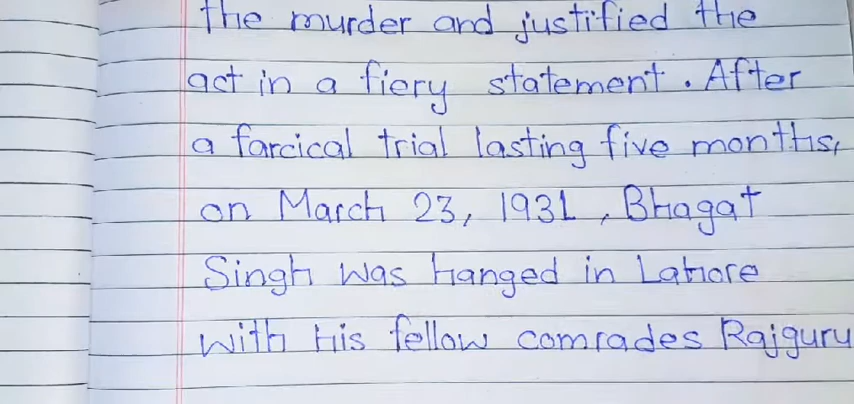 the murder and justified the
act in a fiery statement. After
a farcical trial lasting five months,
on March 23, 1931, Bhagat
Singh was hanged in Lahore
with his fellow comrades Rajguru